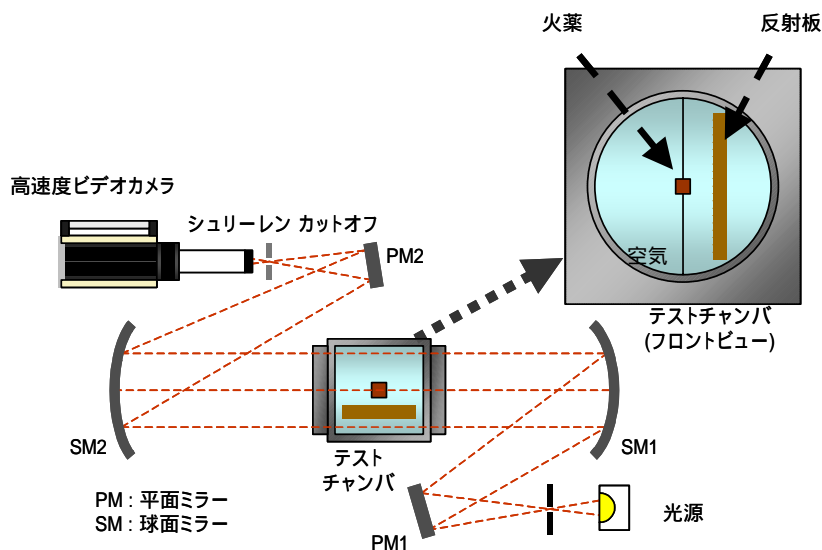 火薬
反射板
高速度ビデオカメラ
シュリーレン カットオフ
PM2
空気
テストチャンバ
(フロントビュー)
SM2
SM1
テスト
チャンバ
PM : 平面ミラー
SM : 球面ミラー
PM1
光源